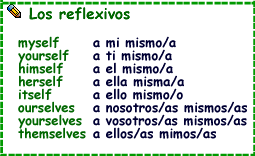 Los reflexivos
myself a mi mismo/a
yourself a ti mismo/a
himself a el mismo/a
herself a ella misma/a
itself a ello mismo/o
ourselves a nosotros/as mismos/as
yourselves a vosotros/as mismos/as
themselves a ellos/as mimos/as